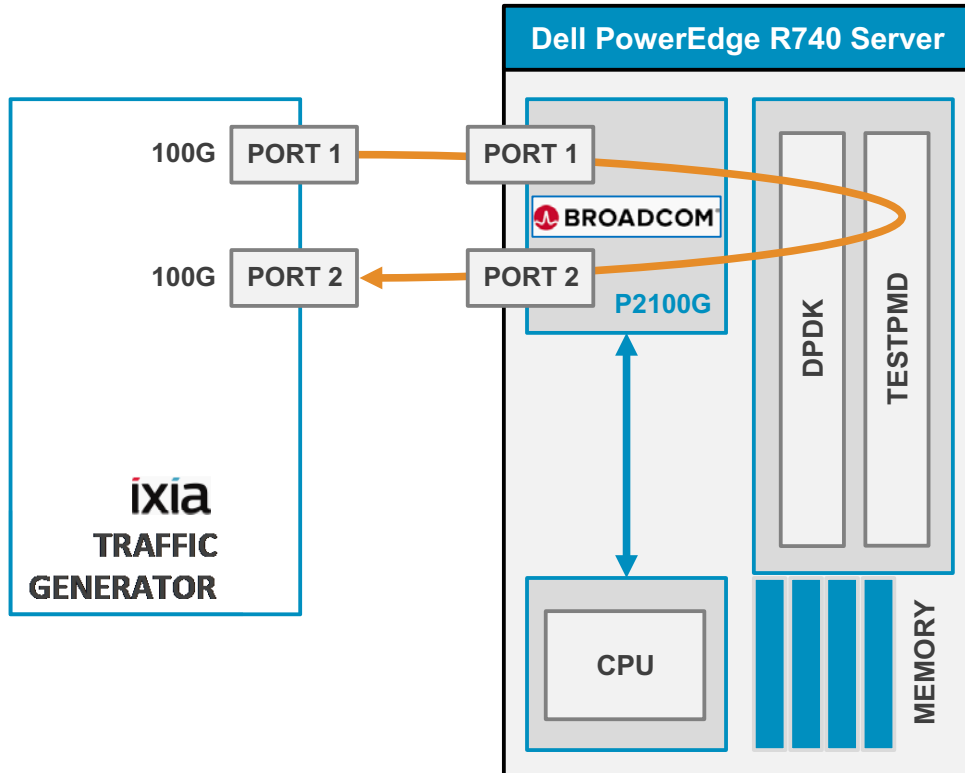 Dell PowerEdge R740 Server
100G
PORT 1
PORT 1
BROADCOM
100G
PORT 2
PORT 2
P2100G
DPDK
TESTPMD
ixia
TRAFFIC
GENERATOR
CPU
MEMORY